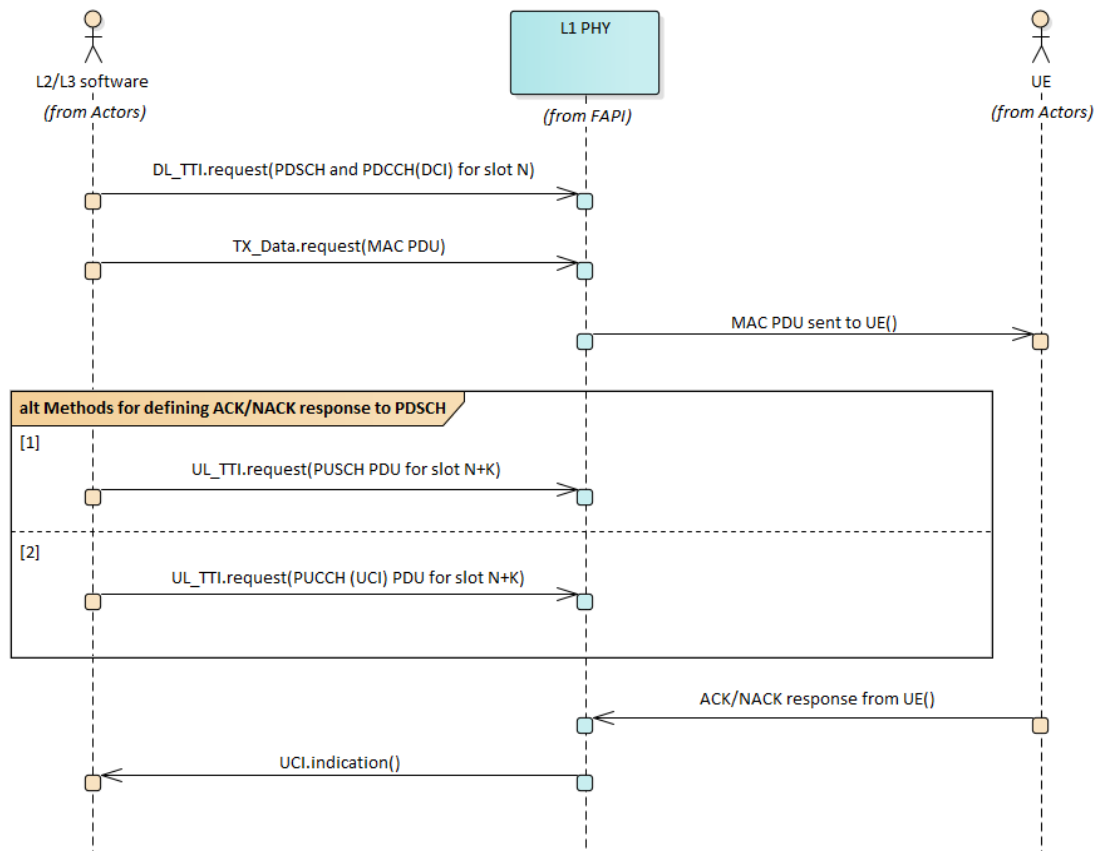 L1 PHY
L2/L3 software
UE
(from Actors)
(from FAPI)
(from Actors)
DL_TTI.request(PDSCH and PDCCH(DCI) for slot N)
TX_Data.request(MAC PDU)
MAC PDU sent to UE()
alt Methods for defining ACK/NACK response to PDSCH
[1]
UL_TTI.request(PUSCH PDU for slot N+K)
[2]
UL_TTI.request(PUCCH (UCI) PDU for slot N+K)
ACK/NACK response from UE()
UCI.indication()